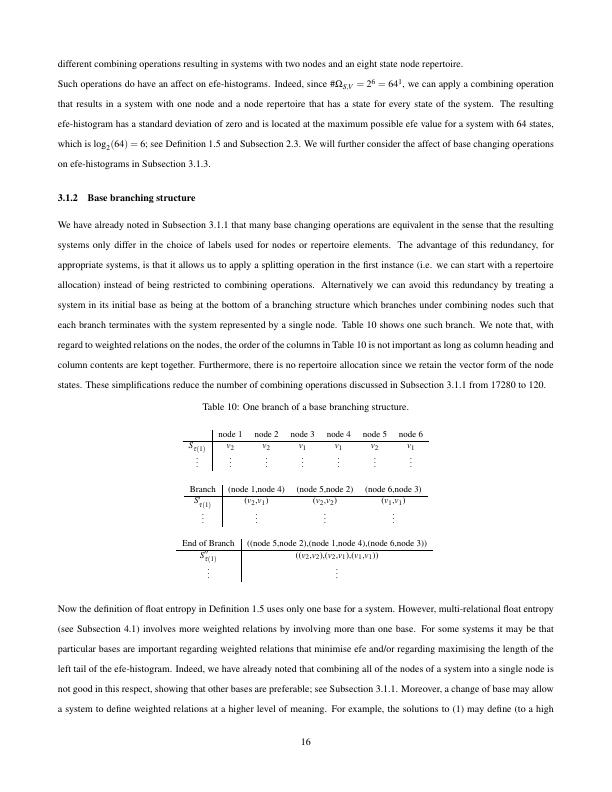 different combining operations resulting in systems with two nodes and an eight state node repertoire.
Such operations do have an affect on efe-histograms. Indeed, since #Ω_{S,V} = 2^6 = 64^1, we can apply a combining operation
that results in a system with one node and a node repertoire that has a state for every state of the system. The resulting
efe-histogram has a standard deviation of zero and is located at the maximum possible efe value for a system with 64 states,
which is log_2(64) = 6; see Definition 1.5 and Subsection 2.3. We will further consider the affect of base changing operations
on efe-histograms in Subsection 3.1.3.
3.1.2 Base branching structure
We have already noted in Subsection 3.1.1 that many base changing operations are equivalent in the sense that the resulting
systems only differ in the choice of labels used for nodes or repertoire elements. The advantage of this redundancy, for
appropriate systems, is that it allows us to apply a splitting operation in the first instance (i.e. we can start with a repertoire
allocation) instead of being restricted to combining operations. Alternatively we can avoid this redundancy by treating a
system in its initial base as being at the bottom of a branching structure which branches under combining nodes such that
each branch terminates with the system represented by a single node. Table 10 shows one such branch. We note that, with
regard to weighted relations on the nodes, the order of the columns in Table 10 is not important as long as column heading and
column contents are kept together. Furthermore, there is no repertoire allocation since we retain the vector form of the node
states. These simplifications reduce the number of combining operations discussed in Subsection 3.1.1 from 17280 to 120.
Table 10: One branch of a base branching structure.
node 1 node 2 node 3 node 4 node 5 node 6
S_{τ(1)} v_2 v_2 v_1 v_1 v_2 v_1
⋮ ⋮ ⋮ ⋮ ⋮ ⋮ ⋮
Branch (node 1,node 4) (node 5,node 2) (node 6,node 3)
S'_{τ(1)} (v_2,v_1) (v_2,v_2) (v_1,v_1)
⋮ ⋮ ⋮ ⋮
End of Branch ((node 5,node 2),(node 1,node 4),(node 6,node 3))
S''_{τ(1)} ((v_2,v_2),(v_2,v_1),(v_1,v_1))
⋮ ⋮
Now the definition of float entropy in Definition 1.5 uses only one base for a system. However, multi-relational float entropy
(see Subsection 4.1) involves more weighted relations by involving more than one base. For some systems it may be that
particular bases are important regarding weighted relations that minimise efe and/or regarding maximising the length of the
left tail of the efe-histogram. Indeed, we have already noted that combining all of the nodes of a system into a single node is
not good in this respect, showing that other bases are preferable; see Subsection 3.1.1. Moreover, a change of base may allow
a system to define weighted relations at a higher level of meaning. For example, the solutions to (1) may define (to a high
16